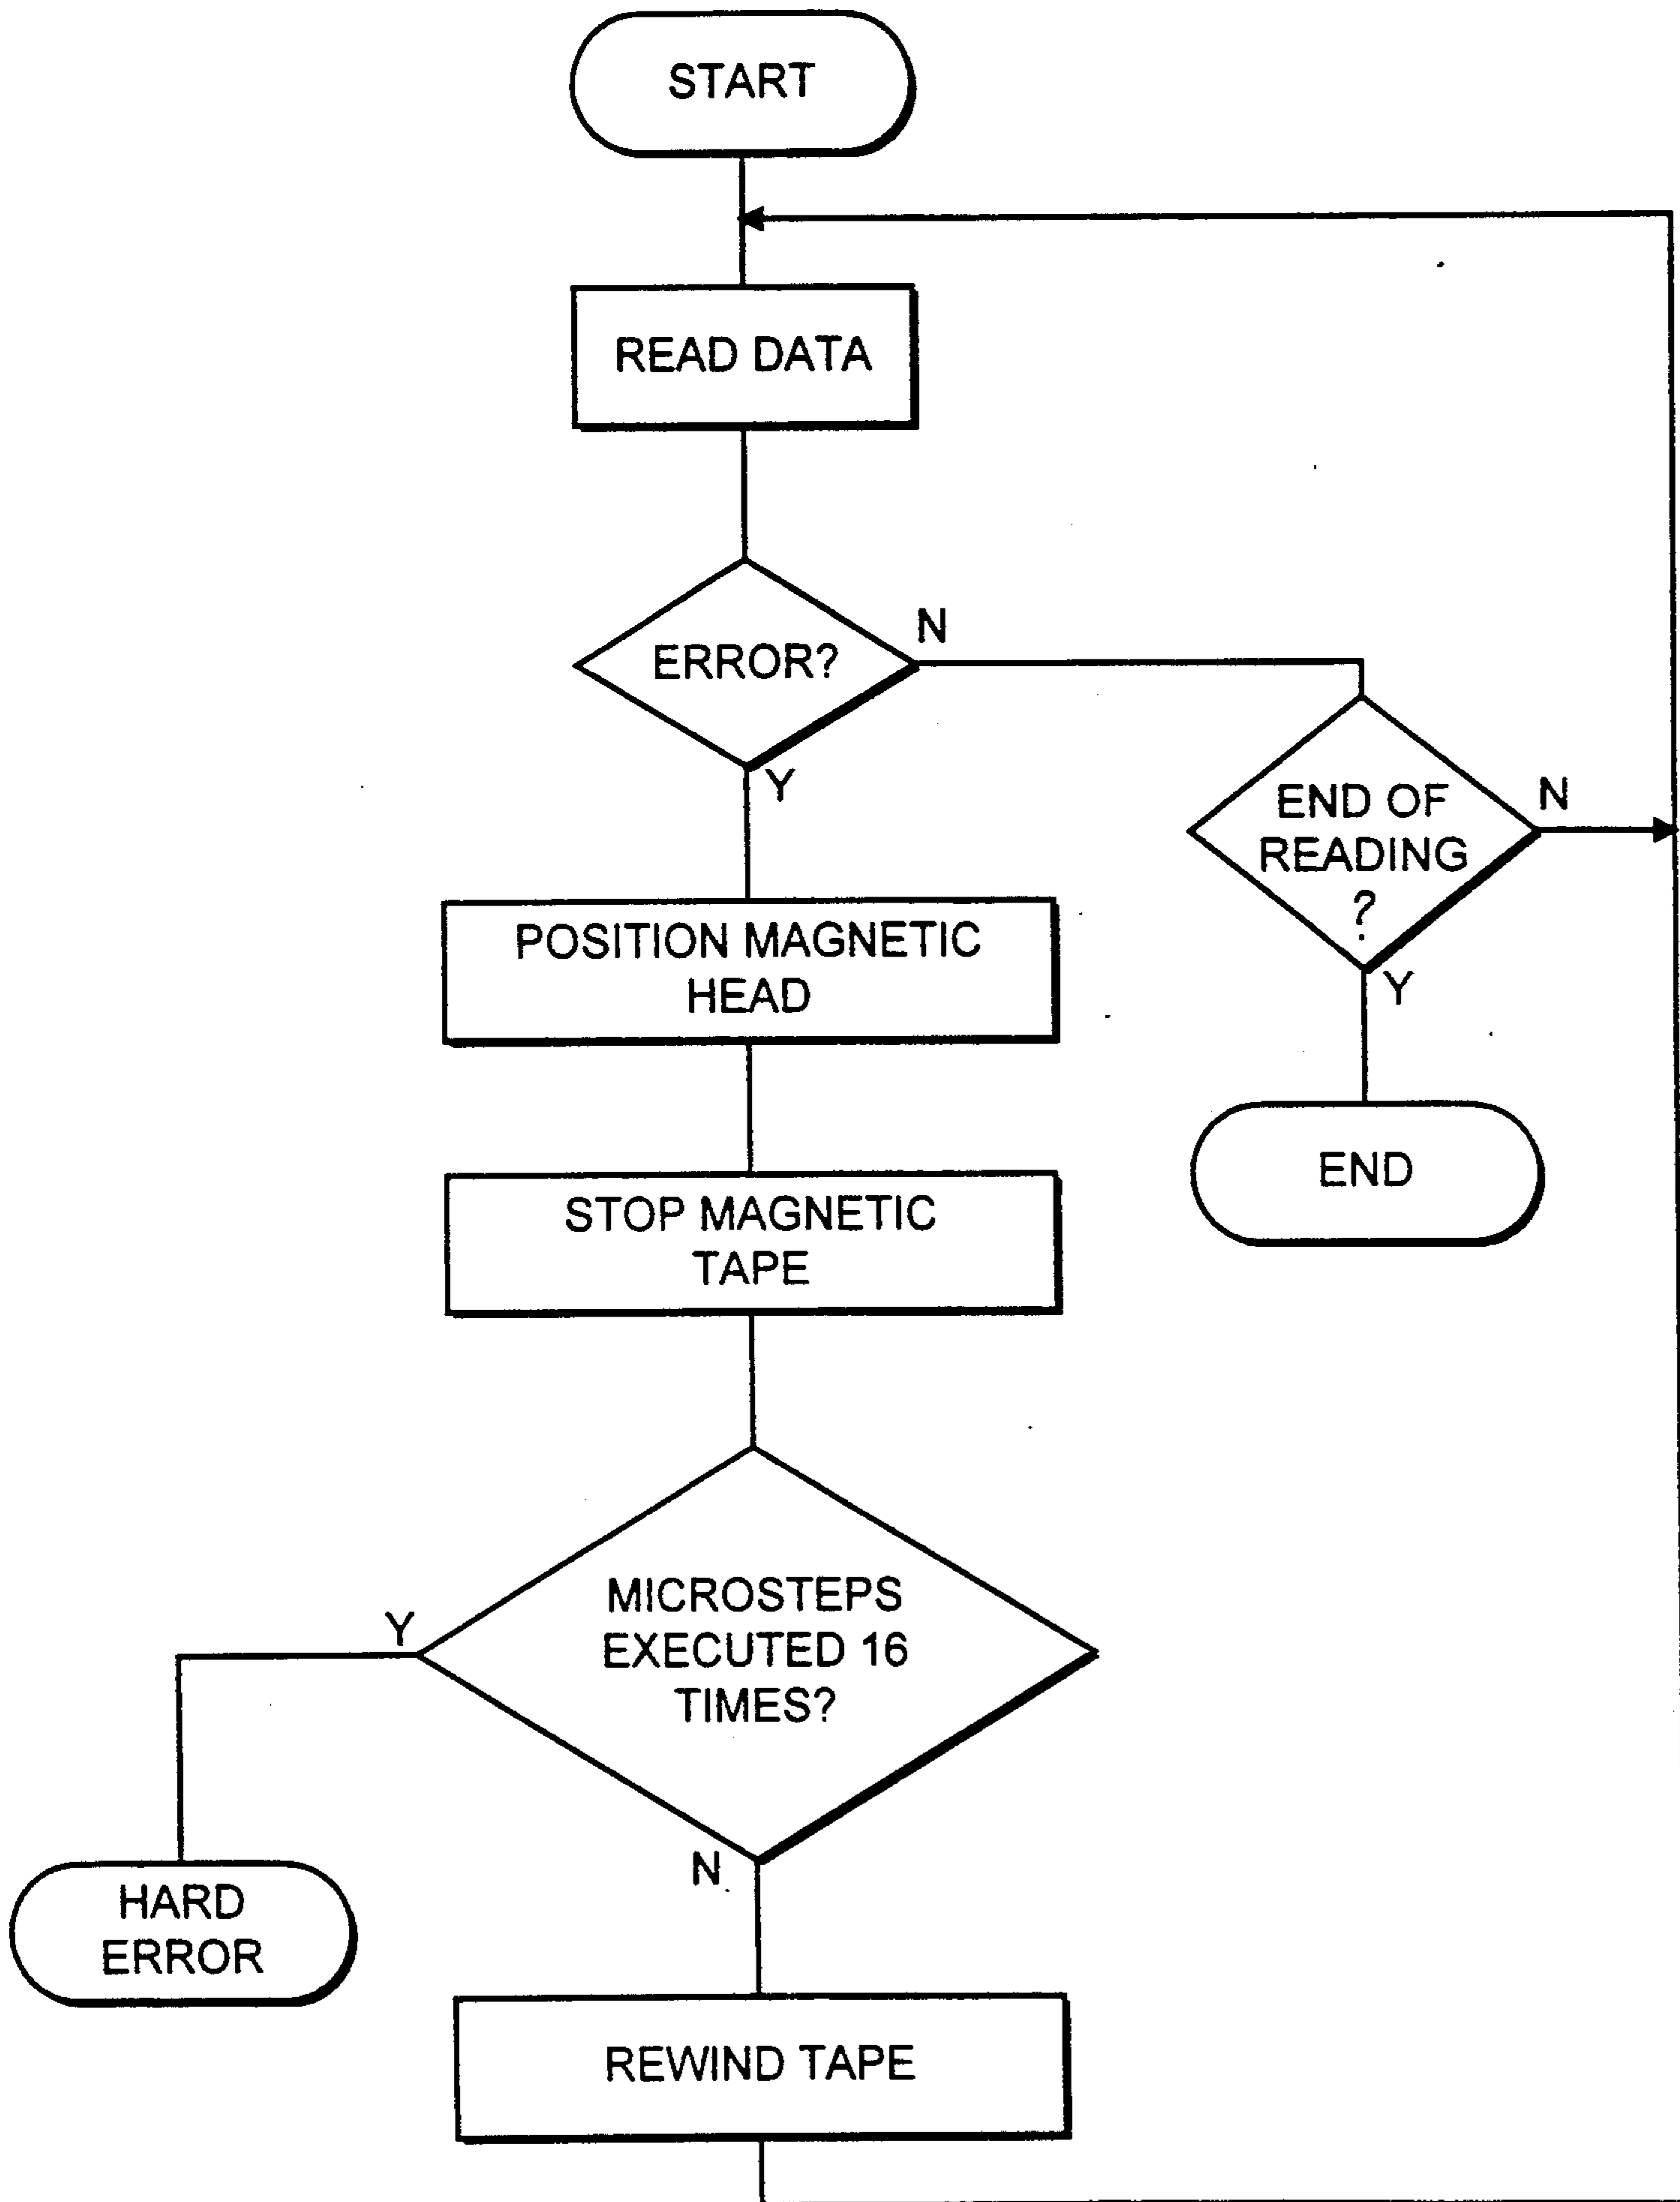 START
READ DATA
ERROR?
N
Y
END OF
READING
?
N
Y
POSITION MAGNETIC
HEAD
END
STOP MAGNETIC
TAPE
MICROSTEPS
EXECUTED 16
TIMES?
Y
N
HARD
ERROR
REWIND TAPE